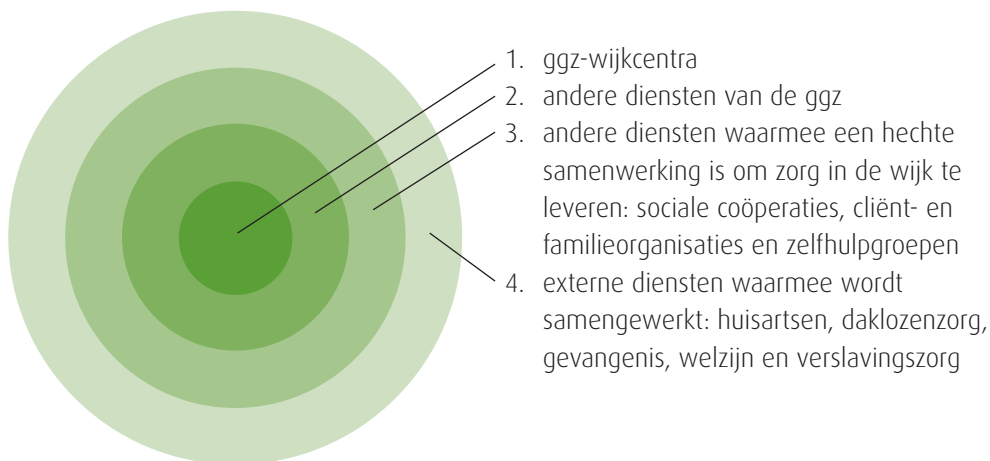 1. ggz-wijkcentra
2. andere diensten van de ggz
3. andere diensten waarmee een hechte
samenwerking is om zorg in de wijk te
leveren: sociale coöperaties, cliënt- en
familieorganisaties en zelfhulpgroepen
4. externe diensten waarmee wordt
samengewerkt: huisartsen, daklozenzorg,
gevangenis, welzijn en verslavingszorg